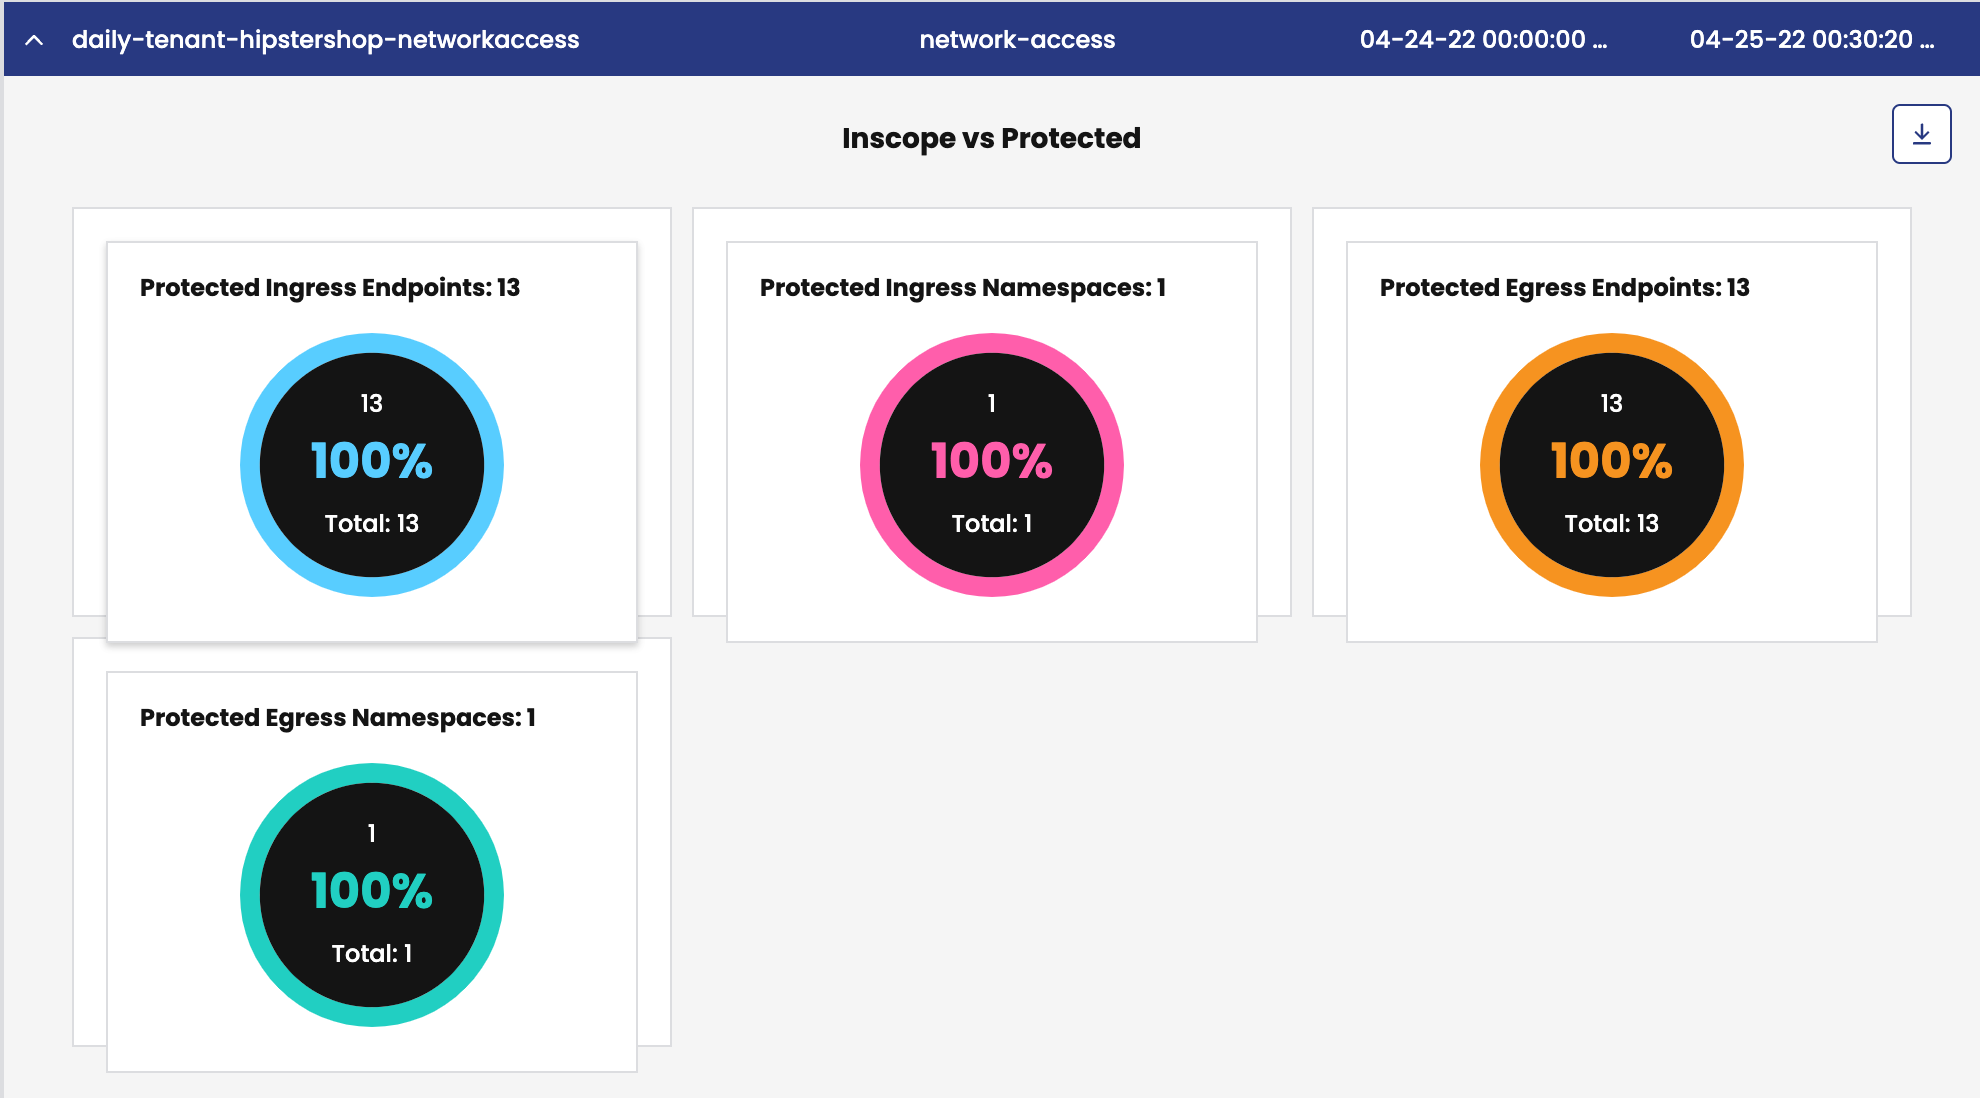 daily-tenant-hipstershop-networkaccess network-access 04-24-22 00:00:00 ... 04-25-22 00:30:20 ...
Inscope vs Protected
Protected Ingress Endpoints: 13
13
100%
Total: 13
Protected Ingress Namespaces: 1
1
100%
Total: 1
Protected Egress Endpoints: 13
13
100%
Total: 13
Protected Egress Namespaces: 1
1
100%
Total: 1